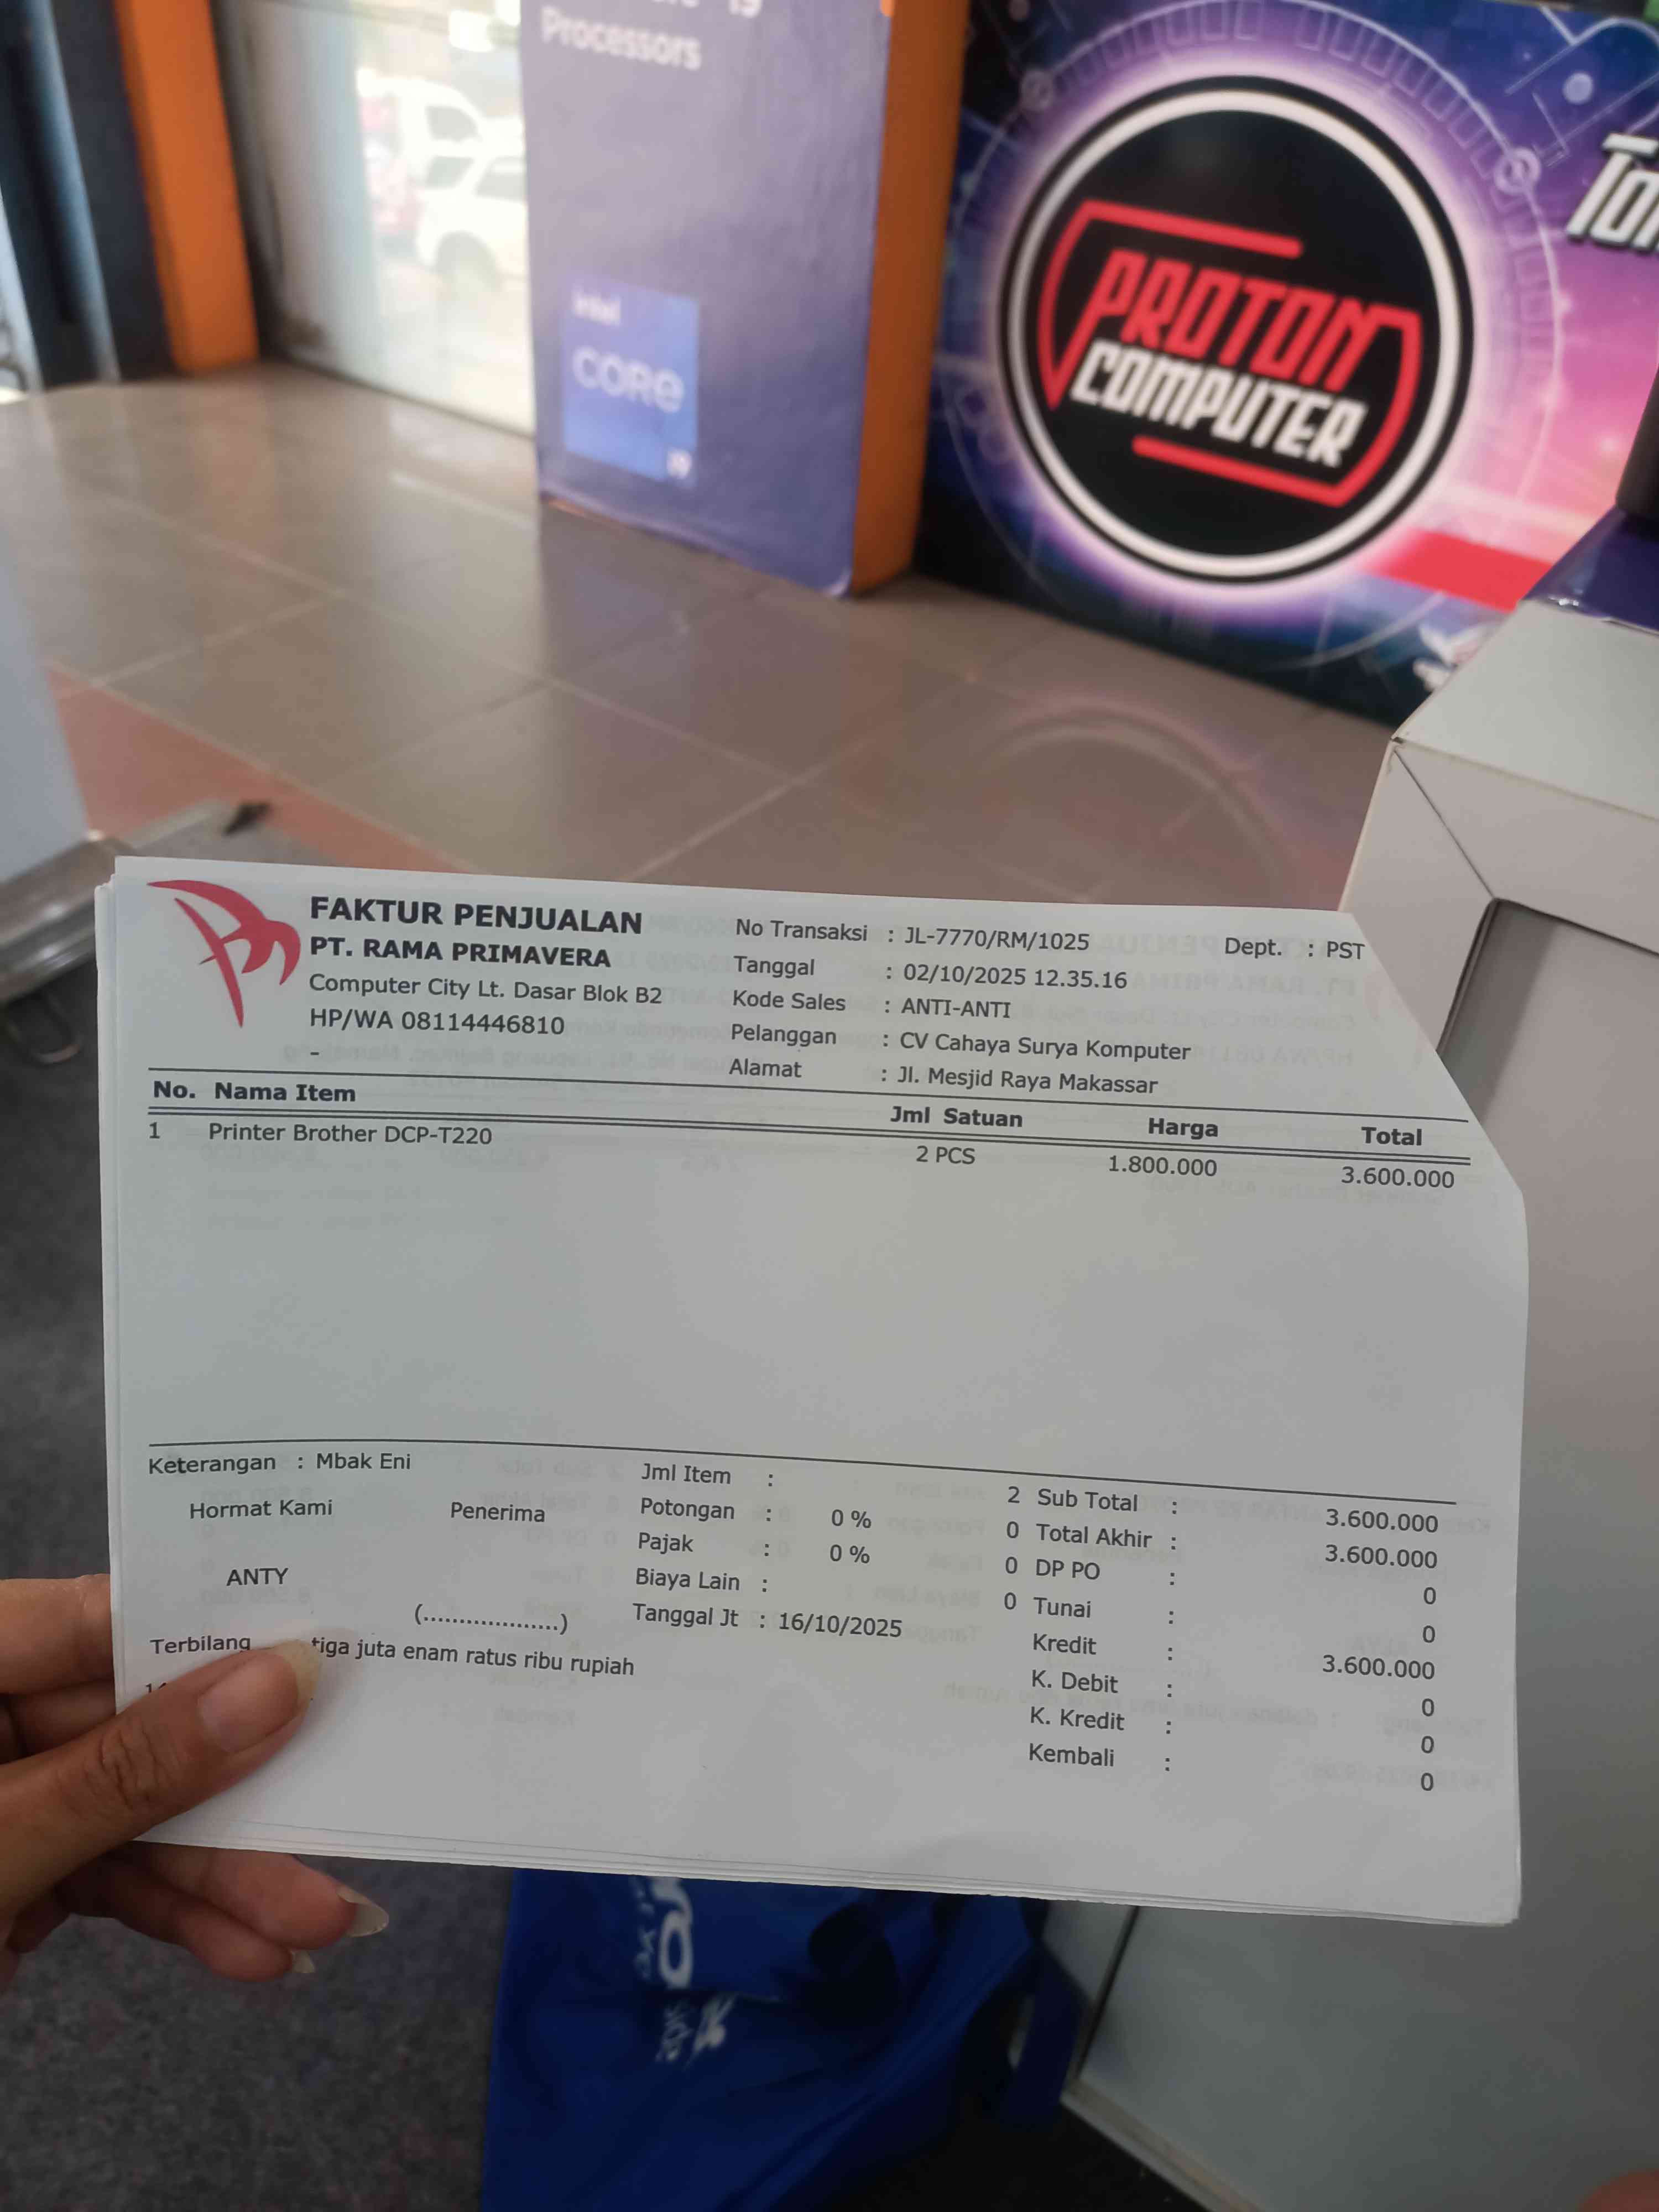 Processors
intel
CORE
i9
PROTON
COMPUTER
FAKTUR PENJUALAN
PT. RAMA PRIMAVERA
Computer City Lt. Dasar Blok B2
HP/WA 08114446810
-
No Transaksi : JL-7770/RM/1025 Dept. : PST
Tanggal : 02/10/2025 12.35.16
Kode Sales : ANTI-ANTI
Pelanggan : CV Cahaya Surya Komputer
Alamat : Jl. Mesjid Raya Makassar
No. Nama Item Jml Satuan Harga Total
1 Printer Brother DCP-T220 2 PCS 1.800.000 3.600.000
Keterangan : Mbak Eni
Hormat Kami Penerima
ANTY
(..................)
Terbilang tiga juta enam ratus ribu rupiah
Jml Item : 2
Potongan : 0 % 0
Pajak : 0 % 0
Biaya Lain : 0
Tanggal Jt : 16/10/2025
Sub Total : 3.600.000
Total Akhir : 3.600.000
DP PO : 0
Tunai : 0
Kredit : 3.600.000
K. Debit : 0
K. Kredit : 0
Kembali : 0